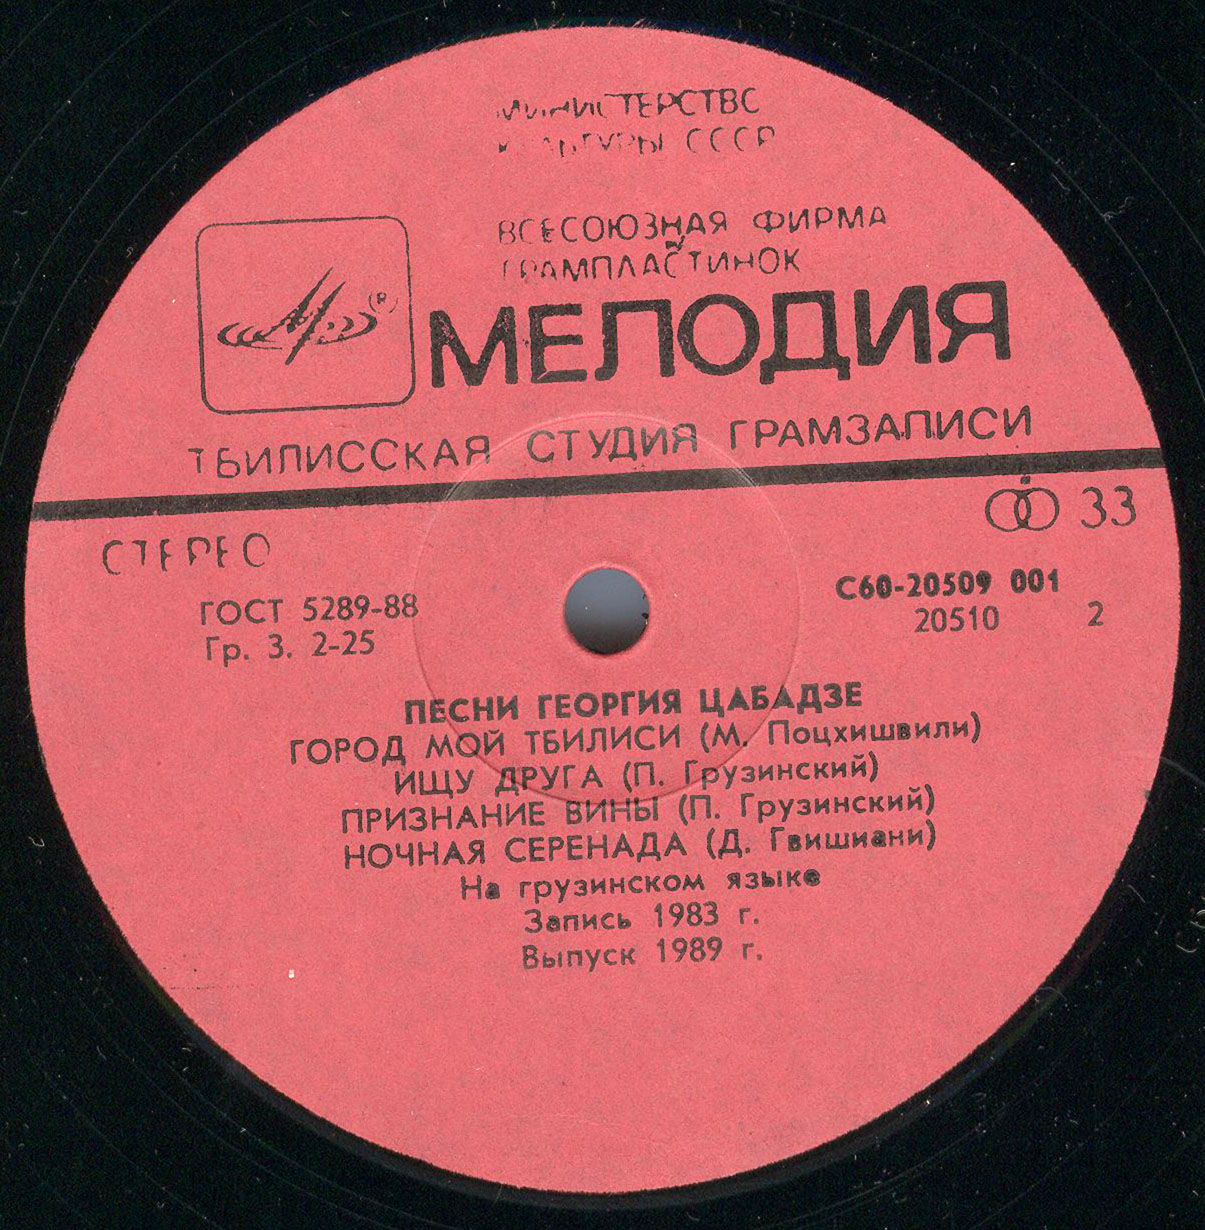 МИНИСТЕРСТВО
КУЛЬТУРЫ СССР
ВСЕСОЮЗНАЯ ФИРМА
ГРАМПЛАСТИНОК
МЕЛОДИЯ
ТБИЛИССКАЯ СТУДИЯ ГРАМЗАПИСИ
33
СТЕРЕО
ГОСТ 5289-88
Гр. 3. 2-25
С60-20509 001
20510 2
ПЕСНИ ГЕОРГИЯ ЦАБАДЗЕ
ГОРОД МОЙ ТБИЛИСИ (М. Поцхишвили)
ИЩУ ДРУГА (П. Грузинский)
ПРИЗНАНИЕ ВИНЫ (П. Грузинский)
НОЧНАЯ СЕРЕНАДА (Д. Гвишиани)
На грузинском языке
Запись 1983 г.
Выпуск 1989 г.